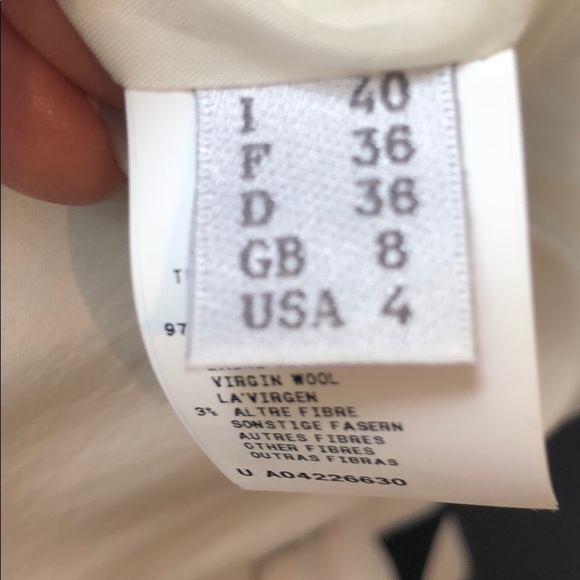 I 40
F 36
D 36
GB 8
USA 4
97
VIRGIN WOOL
LA'VIRGEN
3% ALTRE FIBRE
SONSTIGE FASERN
AUTRES FIBRES
OTHER FIBRES
OUTRAS FIBRAS
U A04226630